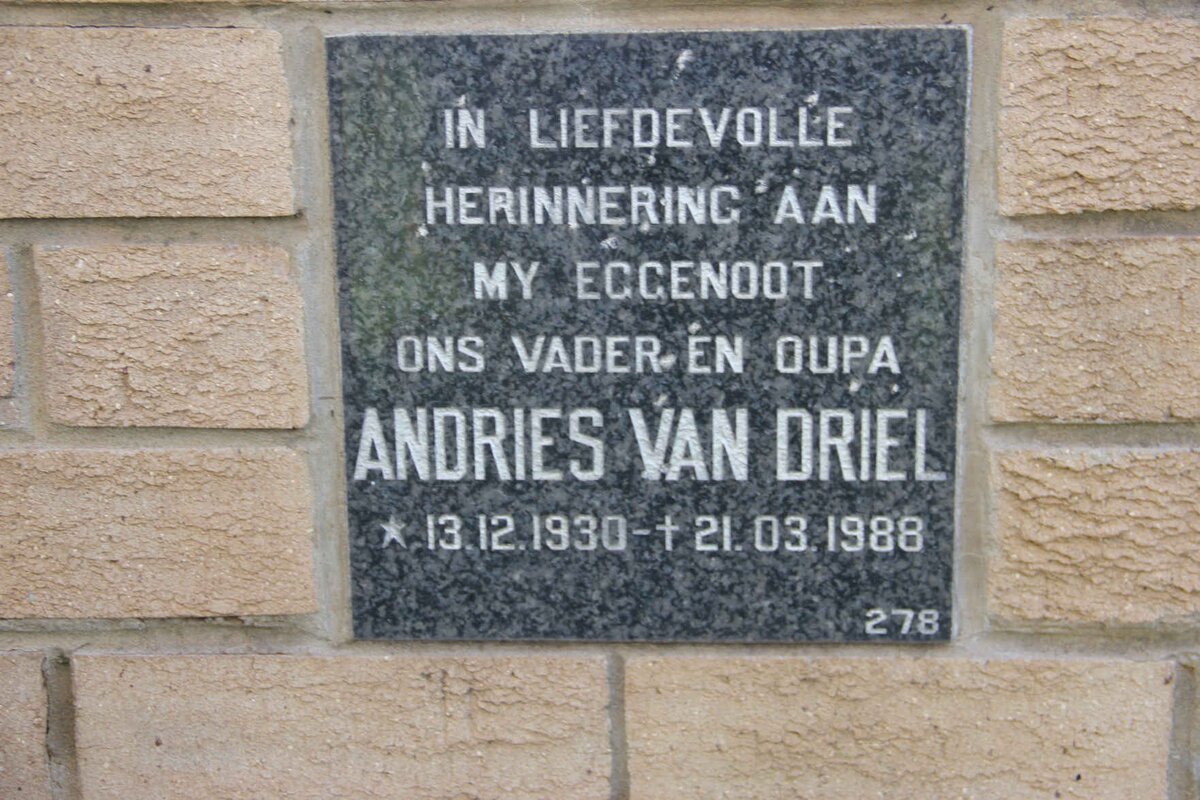 IN LIEFDEVOLLE
HERINNERING AAN
MY EGGENOOT
ONS VADER EN OUPA
ANDRIES VAN DRIEL
* 13.12.1930 - † 21.03.1988
278